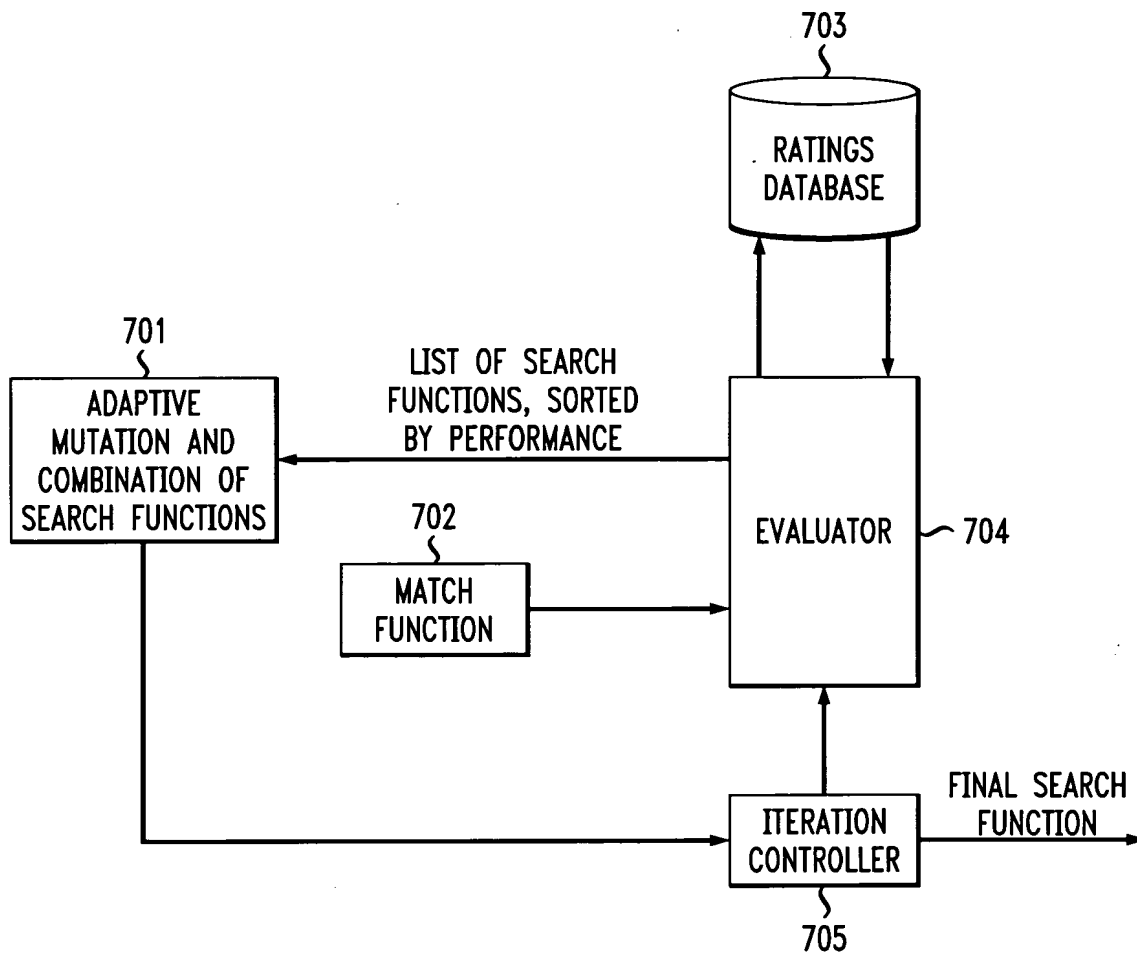 703
RATINGS
DATABASE
701
ADAPTIVE
MUTATION AND
COMBINATION OF
SEARCH FUNCTIONS
LIST OF SEARCH
FUNCTIONS, SORTED
BY PERFORMANCE
702
MATCH
FUNCTION
EVALUATOR
704
ITERATION
CONTROLLER
705
FINAL SEARCH
FUNCTION